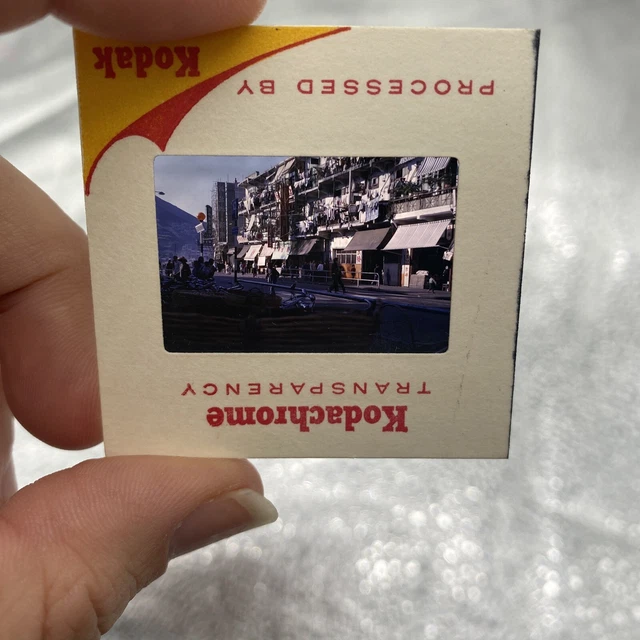 Kodachrome
TRANSPARENCY
PROCESSED BY
Kodak